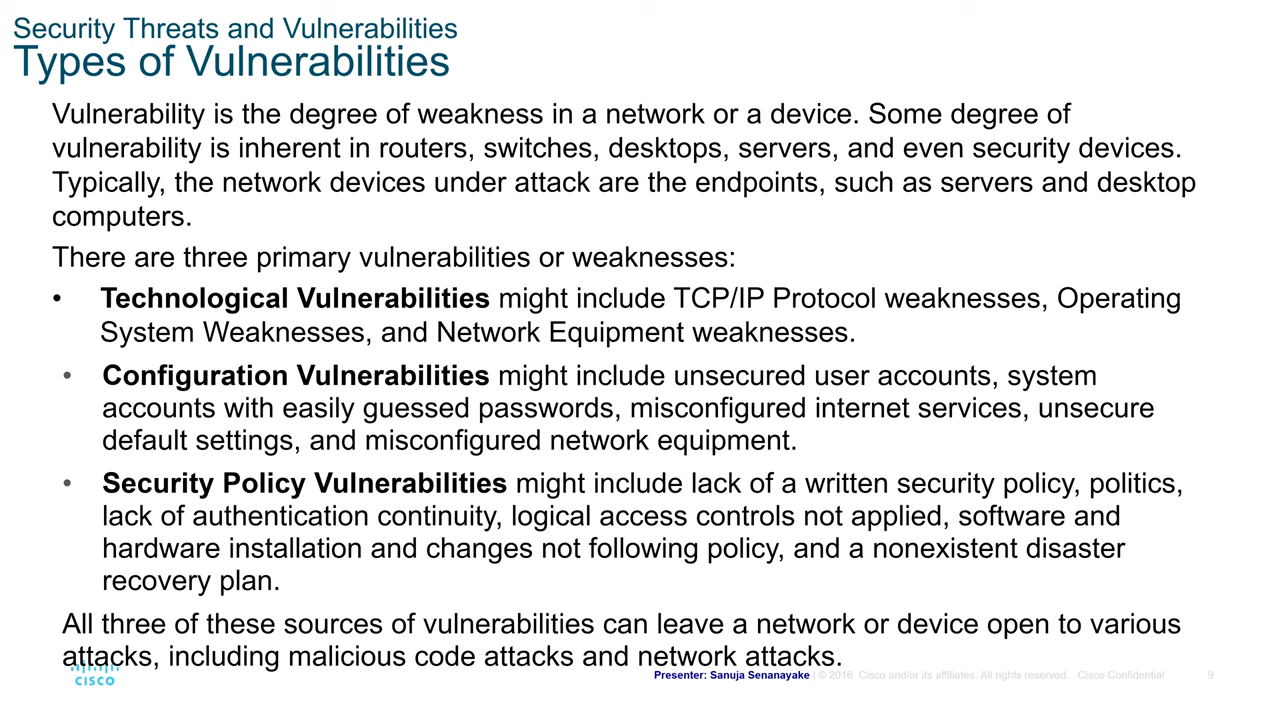 Security Threats and Vulnerabilities
Types of Vulnerabilities
Vulnerability is the degree of weakness in a network or a device. Some degree of
vulnerability is inherent in routers, switches, desktops, servers, and even security devices.
Typically, the network devices under attack are the endpoints, such as servers and desktop
computers.
There are three primary vulnerabilities or weaknesses:
• Technological Vulnerabilities might include TCP/IP Protocol weaknesses, Operating
System Weaknesses, and Network Equipment weaknesses.
• Configuration Vulnerabilities might include unsecured user accounts, system
accounts with easily guessed passwords, misconfigured internet services, unsecure
default settings, and misconfigured network equipment.
• Security Policy Vulnerabilities might include lack of a written security policy, politics,
lack of authentication continuity, logical access controls not applied, software and
hardware installation and changes not following policy, and a nonexistent disaster
recovery plan.
All three of these sources of vulnerabilities can leave a network or device open to various
attacks, including malicious code attacks and network attacks.
CISCO
Presenter: Sanuja Senanayake | © 2016 Cisco and/or its affiliates. All rights reserved. Cisco Confidential 9